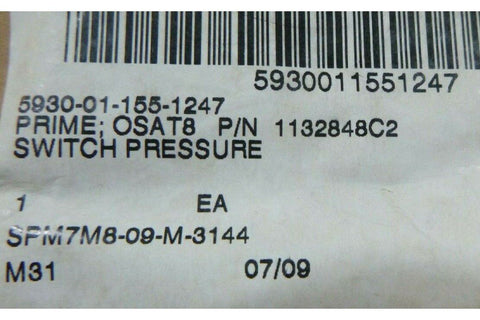 5930011551247
5930-01-155-1247
PRIME; OSAT8 P/N 1132848C2
SWITCH PRESSURE
1 EA
SPM7M8-09-M-3144
M31 07/09